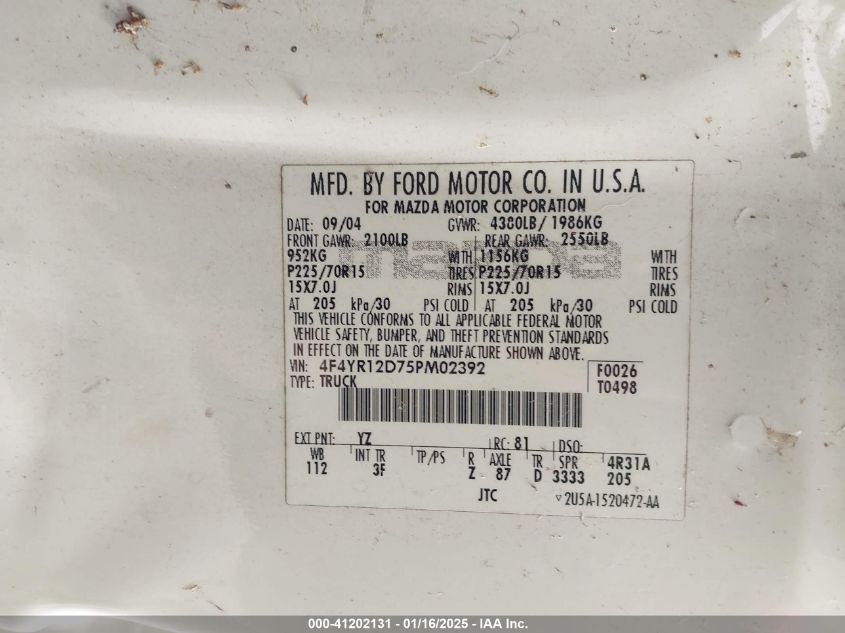 MFD. BY FORD MOTOR CO. IN U.S.A.
FOR MAZDA MOTOR CORPORATION
DATE: 09/04 GVWR: 4380LB/ 1986KG
FRONT GAWR: 2100LB REAR GAWR: 2550LB
952KG WITH 1156KG WITH
P225/70R15 TIRES P225/70R15 TIRES
15X7.0J RIMS 15X7.0J RIMS
AT 205 kPa/30 PSI COLD AT 205 kPa/30 PSI COLD
THIS VEHICLE CONFORMS TO ALL APPLICABLE FEDERAL MOTOR
VEHICLE SAFETY, BUMPER, AND THEFT PREVENTION STANDARDS
IN EFFECT ON THE DATE OF MANUFACTURE SHOWN ABOVE.
VIN: 4F4YR12D75PM02392 F0026
TYPE: TRUCK T0498
EXT PNT: YZ RC: 81 DSO:
WB INT TR TP/PS R AXLE TR SPR 4R31A
112 3F Z 87 D 3333 205
JTC ▽2U5A-1520472-AA
mazda
000-41202131 - 01/16/2025 - IAA Inc.